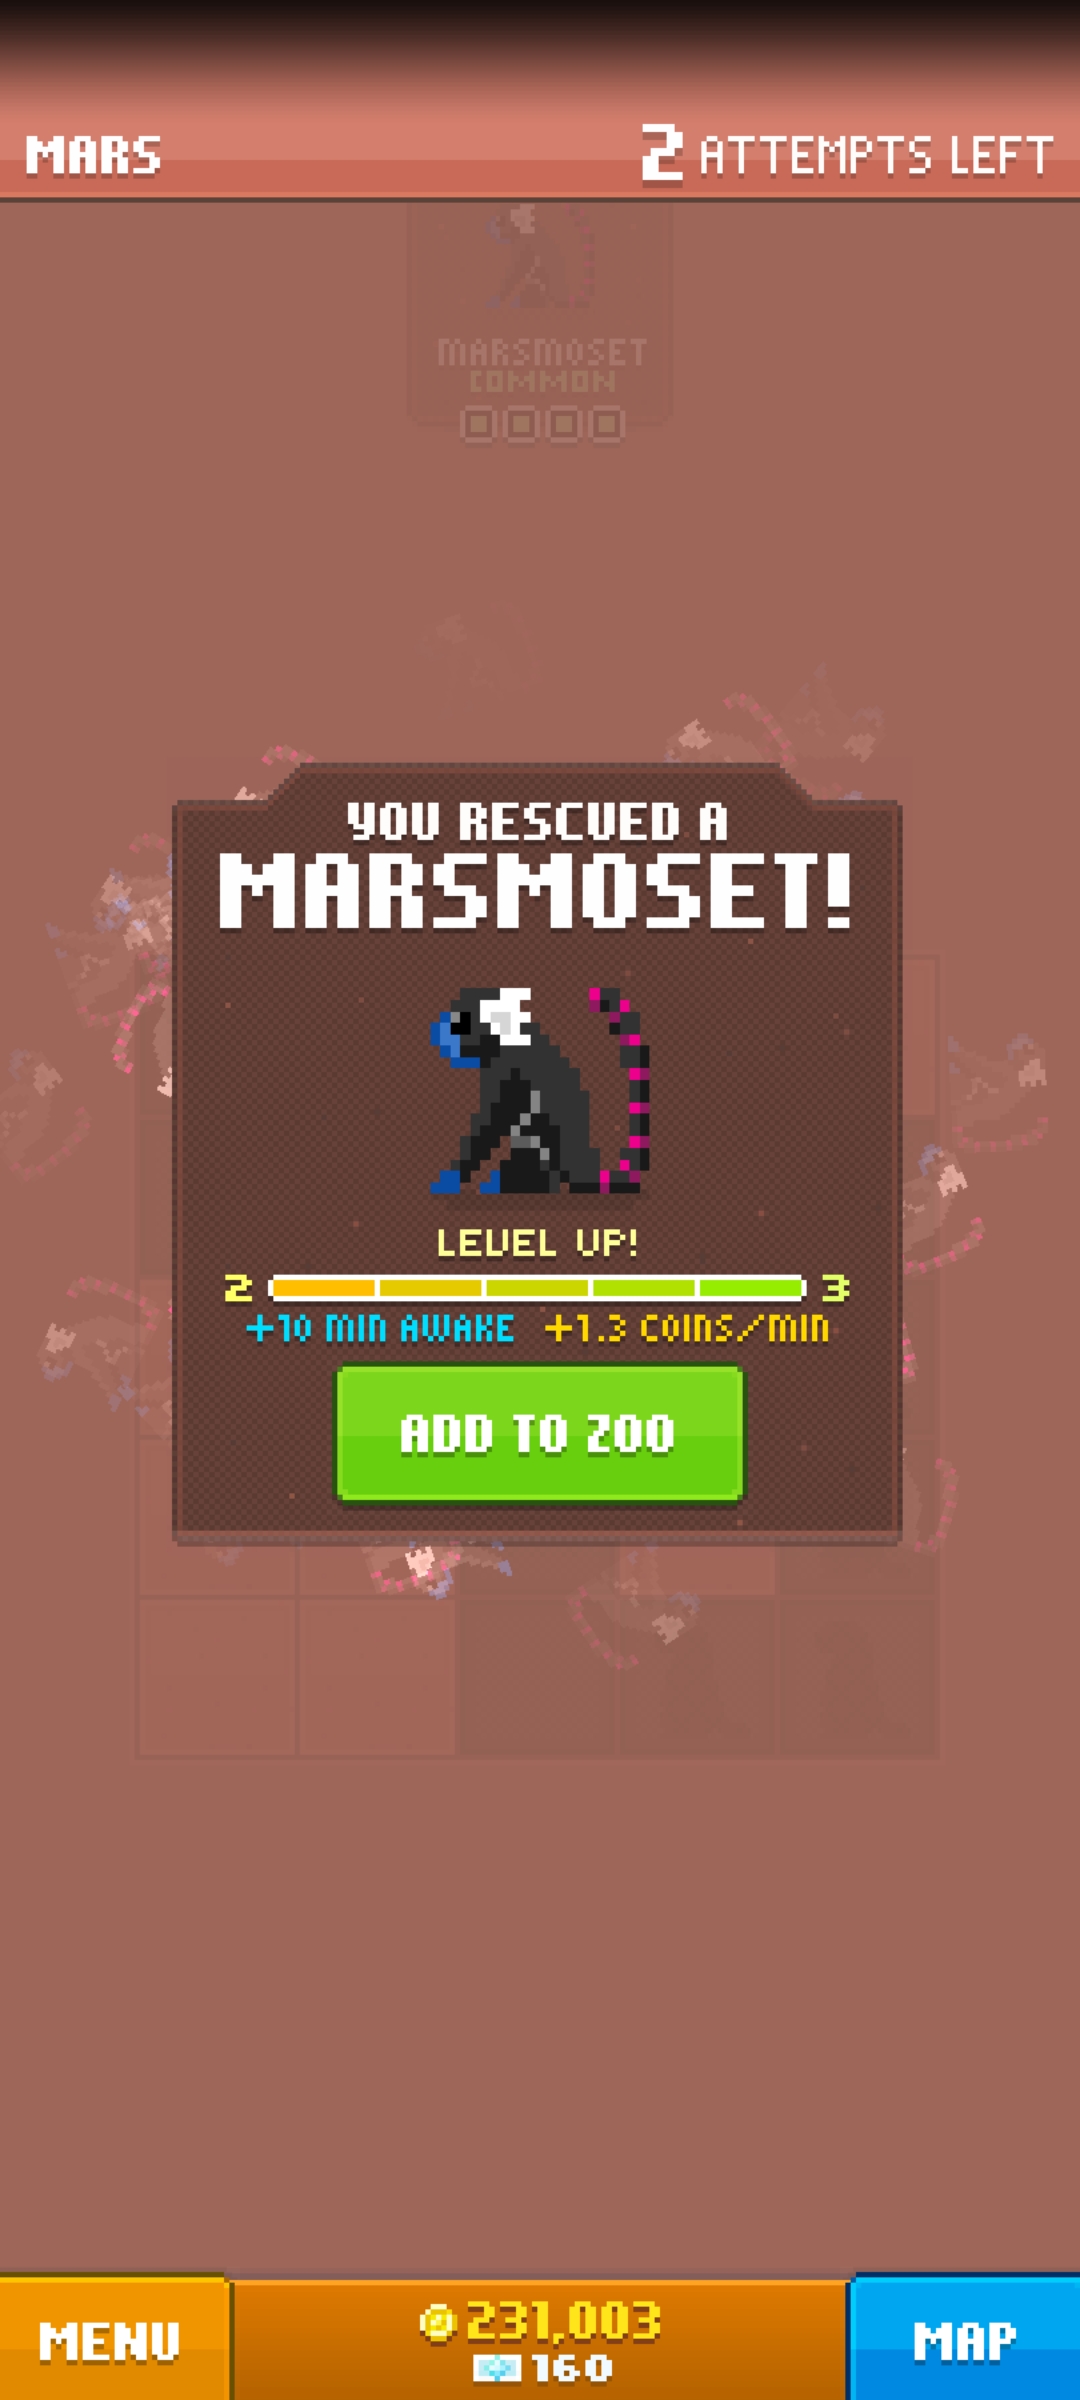 MARS
2 ATTEMPTS LEFT
MARSMOSET
COMMON
YOU RESCUED A
MARSMOSET!
LEVEL UP!
2 3
+10 MIN AWAKE +1.3 COINS/MIN
ADD TO ZOO
MENU
231,003
160
MAP